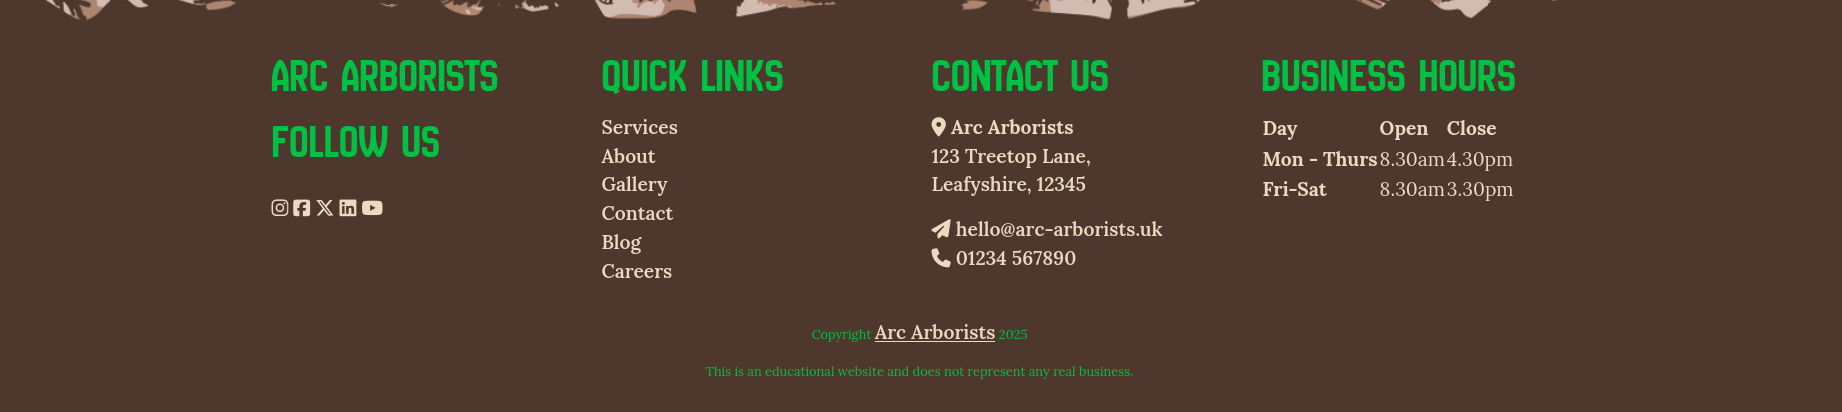 ARC ARBORISTS
FOLLOW US
QUICK LINKS
Services
About
Gallery
Contact
Blog
Careers
CONTACT US
Arc Arborists
123 Treetop Lane,
Leafyshire, 12345
hello@arc-arborists.uk
01234 567890
BUSINESS HOURS
Day Open Close
Mon - Thurs 8.30am 4.30pm
Fri-Sat 8.30am 3.30pm
Copyright Arc Arborists 2025
This is an educational website and does not represent any real business.